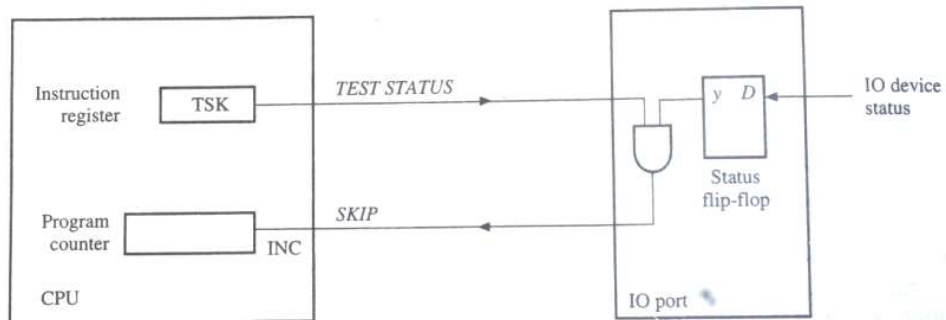 Instruction
register
TSK
TEST STATUS
y D
IO device
status
Status
flip-flop
Program
counter
SKIP
INC
CPU
IO port